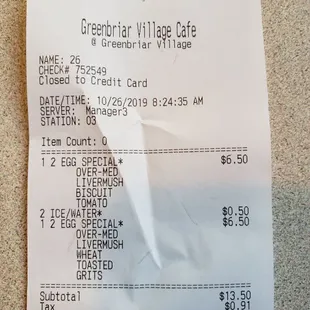 Greenbriar Village Cafe
@ Greenbriar Village
NAME: 26
CHECK# 752549
Closed to Credit Card
DATE/TIME: 10/26/2019 8:24:35 AM
SERVER: Manager3
STATION: 03
Item Count: 0
1 2 EGG SPECIAL* $6.50
OVER-MED
LIVERMUSH
BISCUIT
TOMATO
2 ICE/WATER* $0.50
1 2 EGG SPECIAL* $6.50
OVER-MED
LIVERMUSH
WHEAT
TOASTED
GRITS
Subtotal $13.50
Tax $0.91